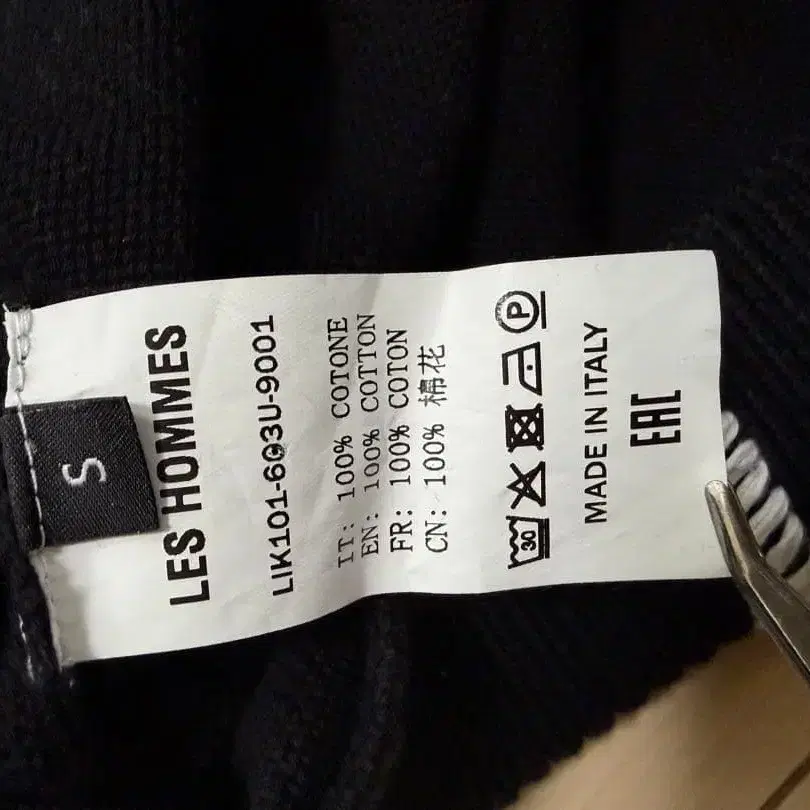 LES HOMMES
S
LIK101-603U-9001
IT: 100% COTONE
EN: 100% COTTON
FR: 100% COTON
CN: 100% 棉花
30
P
MADE IN ITALY
EAC